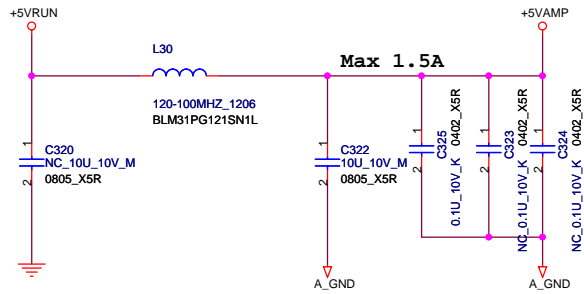 +5VRUN
+5VAMP
L30
Max 1.5A
120-100MHZ_1206
BLM31PG121SN1L
1
C320
NC_10U_10V_M
2
0805_X5R
1
C322
10U_10V_M
2
0805_X5R
1
2
C325
0.1U_10V_K
0402_X5R
1
2
C323
NC_0.1U_10V_K
0402_X5R
1
2
C324
NC_0.1U_10V_K
0402_X5R
A_GND
A_GND